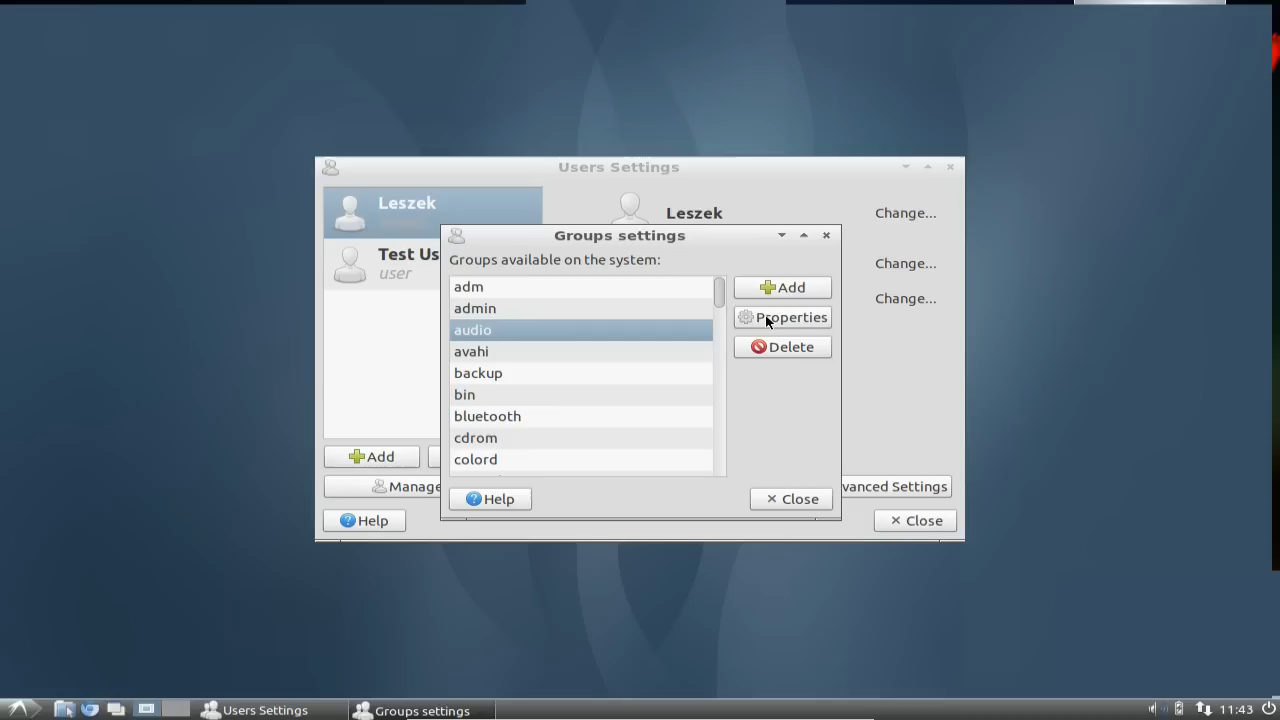 Users Settings
Leszek
Leszek
Change...
Test Us
user
Change...
Change...
Groups settings
Groups available on the system:
adm
admin
audio
avahi
backup
bin
bluetooth
cdrom
colord
Add
Properties
Delete
Help
Close
Add
Manage
vanced Settings
Help
Close
Users Settings
Groups settings
11:43